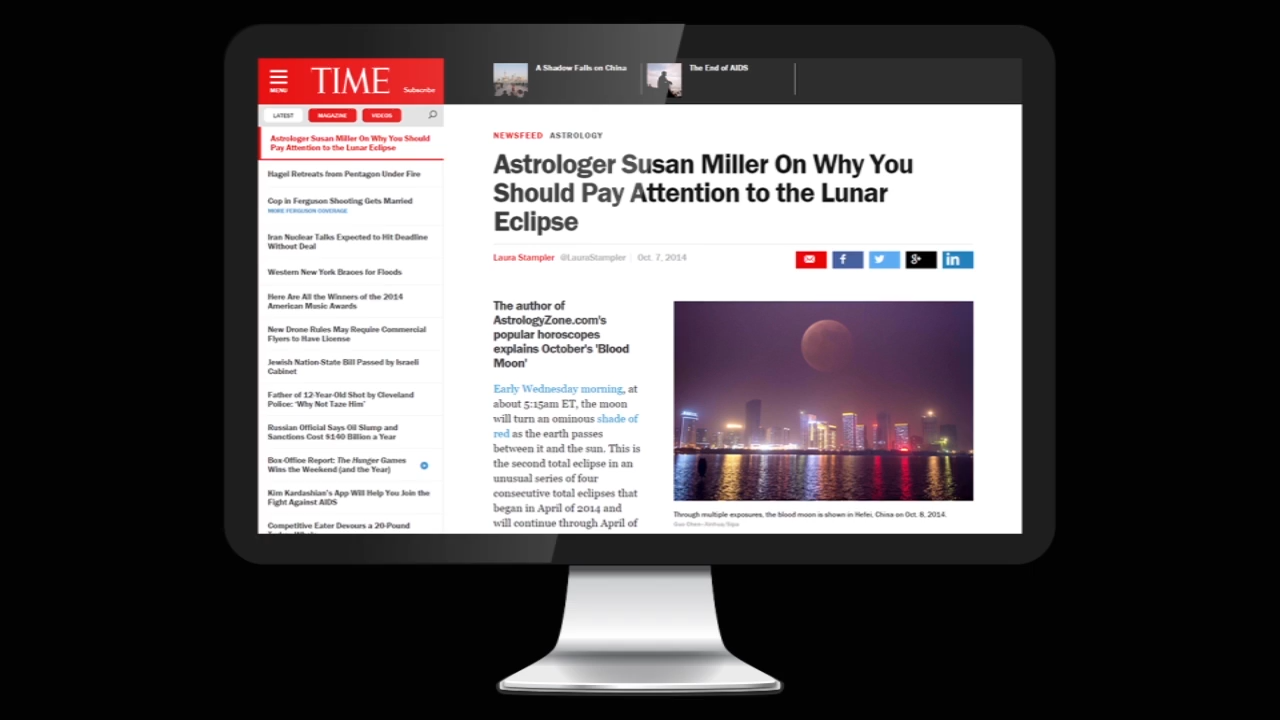 TIME
MENU
Subscribe
A Shadow Falls on China
The End of AIDS
LATEST
MAGAZINE
VIDEOS
Astrologer Susan Miller On Why You Should
Pay Attention to the Lunar Eclipse
Hagel Retreats from Pentagon Under Fire
Cop in Ferguson Shooting Gets Married
MORE FERGUSON COVERAGE
Iran Nuclear Talks Expected to Hit Deadline
Without Deal
Western New York Braces for Floods
Here Are All the Winners of the 2014
American Music Awards
New Drone Rules May Require Commercial
Flyers to Have License
Jewish Nation-State Bill Passed by Israeli
Cabinet
Father of 12-Year-Old Shot by Cleveland
Police: 'Why Not Taze Him'
Russian Official Says Oil Slump and
Sanctions Cost $140 Billion a Year
Box-Office Report: The Hunger Games
Wins the Weekend (and the Year)
Kim Kardashian's App Will Help You Join the
Fight Against AIDS
Competitive Eater Devours a 20-Pound
NEWSFEED ASTROLOGY
Astrologer Susan Miller On Why You
Should Pay Attention to the Lunar
Eclipse
Laura Stampler @LauraStampler Oct. 7, 2014
f g+ in
The author of
AstrologyZone.com's
popular horoscopes
explains October's 'Blood
Moon'
Early Wednesday morning, at
about 5:15am ET, the moon
will turn an ominous shade of
red as the earth passes
between it and the sun. This is
the second total eclipse in an
unusual series of four
consecutive total eclipses that
began in April of 2014 and
will continue through April of
Through multiple exposures, the blood moon is shown in Hefei, China on Oct. 8, 2014.